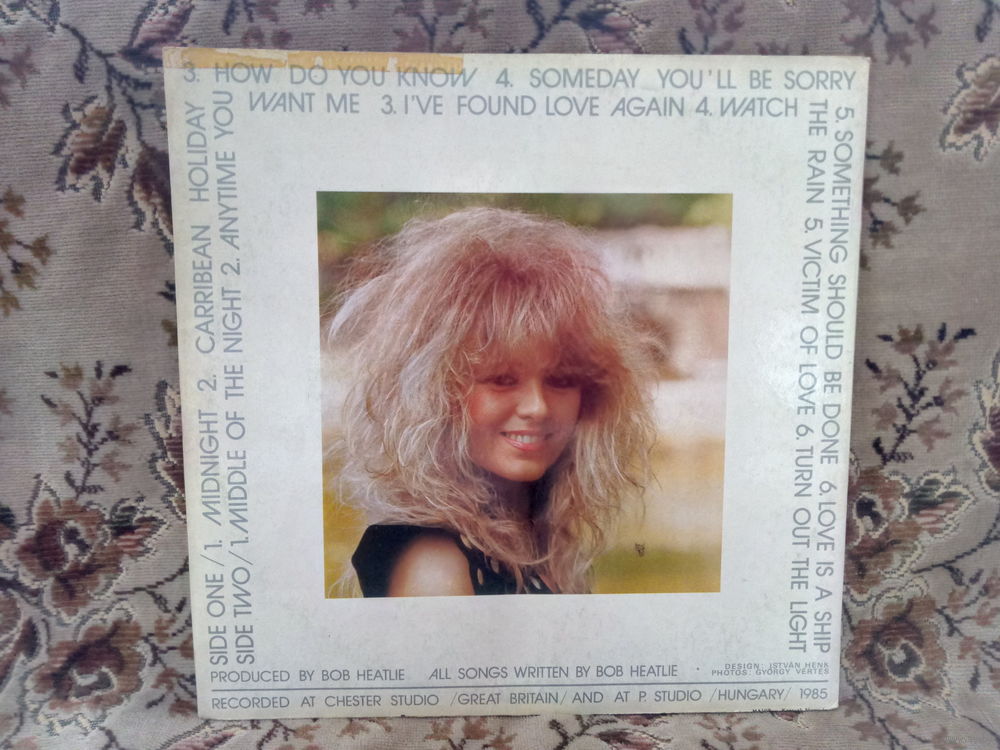 SIDE ONE / 1. MIDNIGHT 2. CARRIBEAN HOLIDAY
3. HOW DO YOU KNOW 4. SOMEDAY YOU'LL BE SORRY
5. SOMETHING SHOULD BE DONE 6. LOVE IS A SHIP
SIDE TWO / 1. MIDDLE OF THE NIGHT 2. ANYTIME YOU
WANT ME 3. I'VE FOUND LOVE AGAIN 4. WATCH
THE RAIN 5. VICTIM OF LOVE 6. TURN OUT THE LIGHT
PRODUCED BY BOB HEATLIE ALL SONGS WRITTEN BY BOB HEATLIE
DESIGN: ISTVÁN HENK
PHOTOS: GYÖRGY VÉRTES
RECORDED AT CHESTER STUDIO /GREAT BRITAIN/ AND AT P. STUDIO /HUNGARY/ 1985